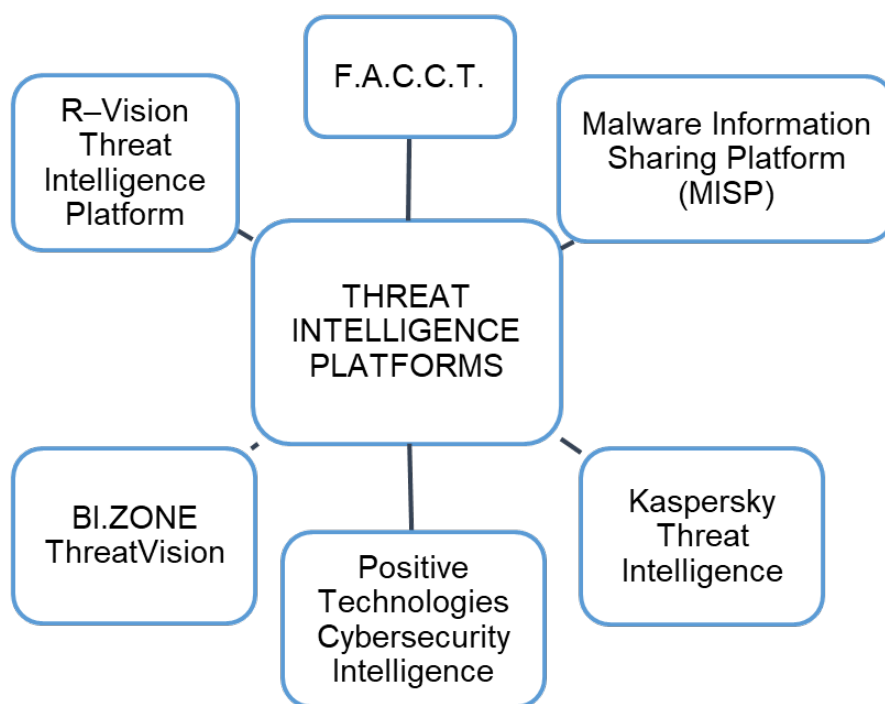 F.A.C.C.T.
R–Vision
Threat
Intelligence
Platform
Malware Information
Sharing Platform
(MISP)
THREAT
INTELLIGENCE
PLATFORMS
BI.ZONE
ThreatVision
Positive
Technologies
Cybersecurity
Intelligence
Kaspersky
Threat
Intelligence